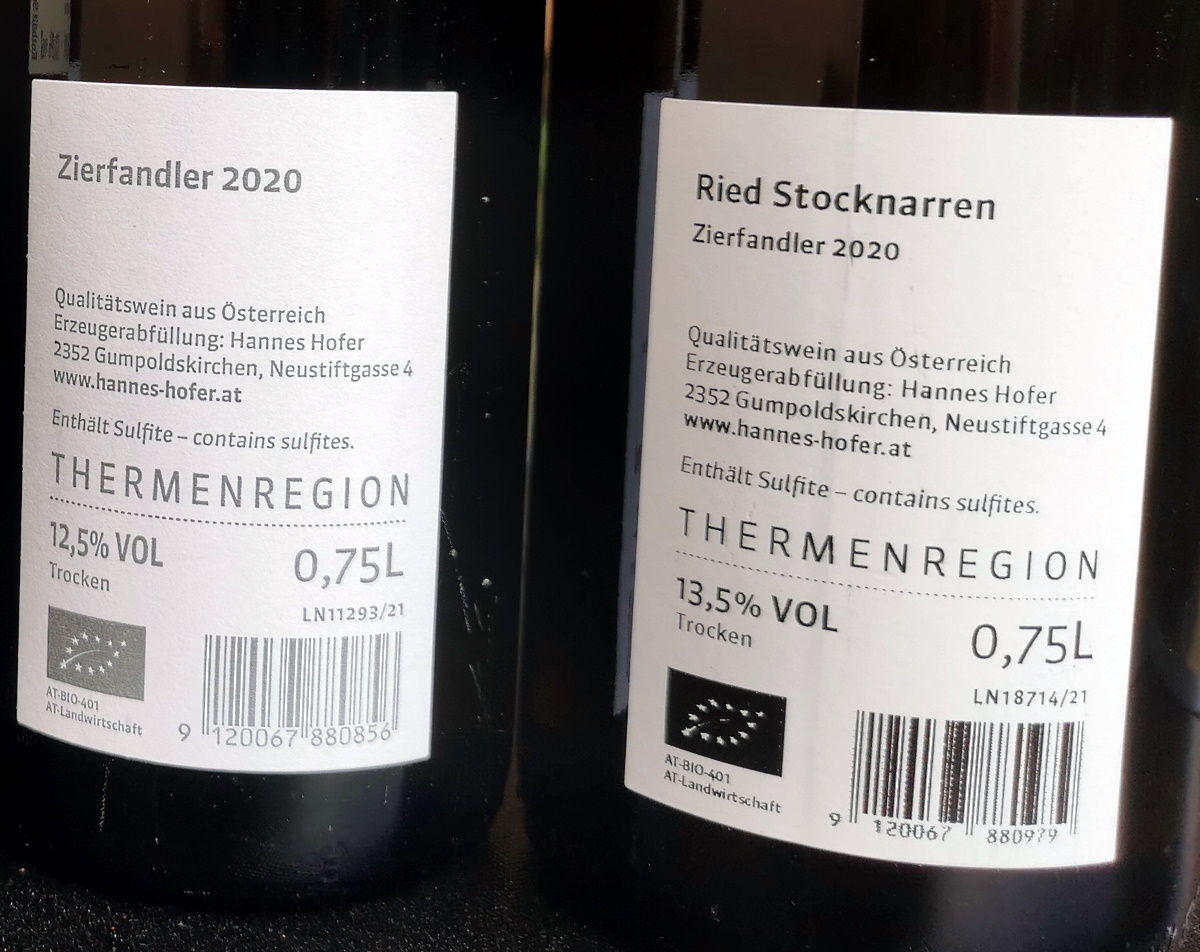 Zierfandler 2020
Qualitätswein aus Österreich
Erzeugerabfüllung: Hannes Hofer
2352 Gumpoldskirchen, Neustiftgasse 4
www.hannes-hofer.at
Enthält Sulfite – contains sulfites.
THERMENREGION
12,5% VOL
0,75L
Trocken
LN11293/21
AT-BIO-401
AT-Landwirtschaft
9 120067 880856
Ried Stocknarren
Zierfandler 2020
Qualitätswein aus Österreich
Erzeugerabfüllung: Hannes Hofer
2352 Gumpoldskirchen, Neustiftgasse 4
www.hannes-hofer.at
Enthält Sulfite – contains sulfites.
THERMENREGION
13,5% VOL
0,75L
Trocken
LN18714/21
AT-BIO-401
AT-Landwirtschaft
9 120067 880979